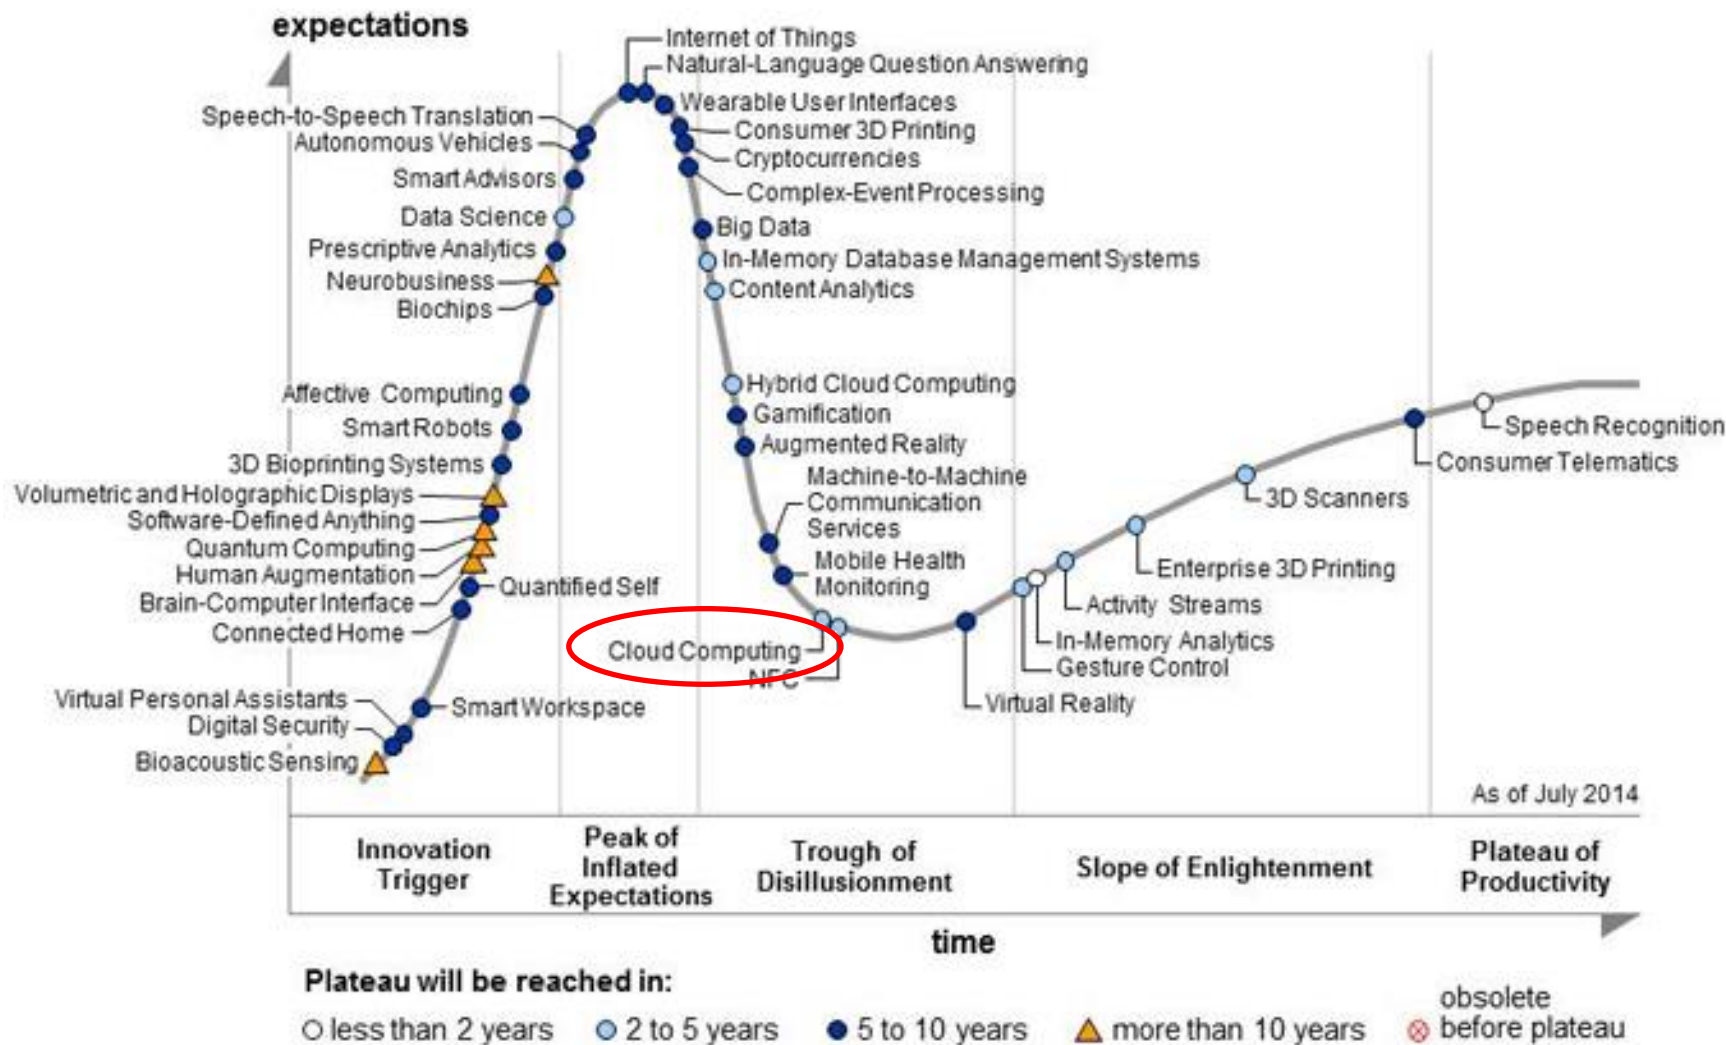 expectations
Internet of Things
Natural-Language Question Answering
Wearable User Interfaces
Speech-to-Speech Translation
Consumer 3D Printing
Autonomous Vehicles
Cryptocurrencies
Smart Advisors
Complex-Event Processing
Data Science
Big Data
Prescriptive Analytics
In-Memory Database Management Systems
Neurobusiness
Content Analytics
Biochips
Hybrid Cloud Computing
Affective Computing
Gamification
Smart Robots
Augmented Reality
Speech Recognition
3D Bioprinting Systems
Consumer Telematics
Machine-to-Machine
Communication
Services
Volumetric and Holographic Displays
3D Scanners
Software-Defined Anything
Quantum Computing
Mobile Health
Monitoring
Human Augmentation
Enterprise 3D Printing
Quantified Self
Brain-Computer Interface
Activity Streams
Connected Home
In-Memory Analytics
Cloud Computing
Gesture Control
NFC
Virtual Personal Assistants
Smart Workspace
Virtual Reality
Digital Security
Bioacoustic Sensing
As of July 2014
Innovation
Trigger
Peak of
Inflated
Expectations
Trough of
Disillusionment
Slope of Enlightenment
Plateau of
Productivity
time
Plateau will be reached in:
less than 2 years
2 to 5 years
5 to 10 years
more than 10 years
obsolete
before plateau